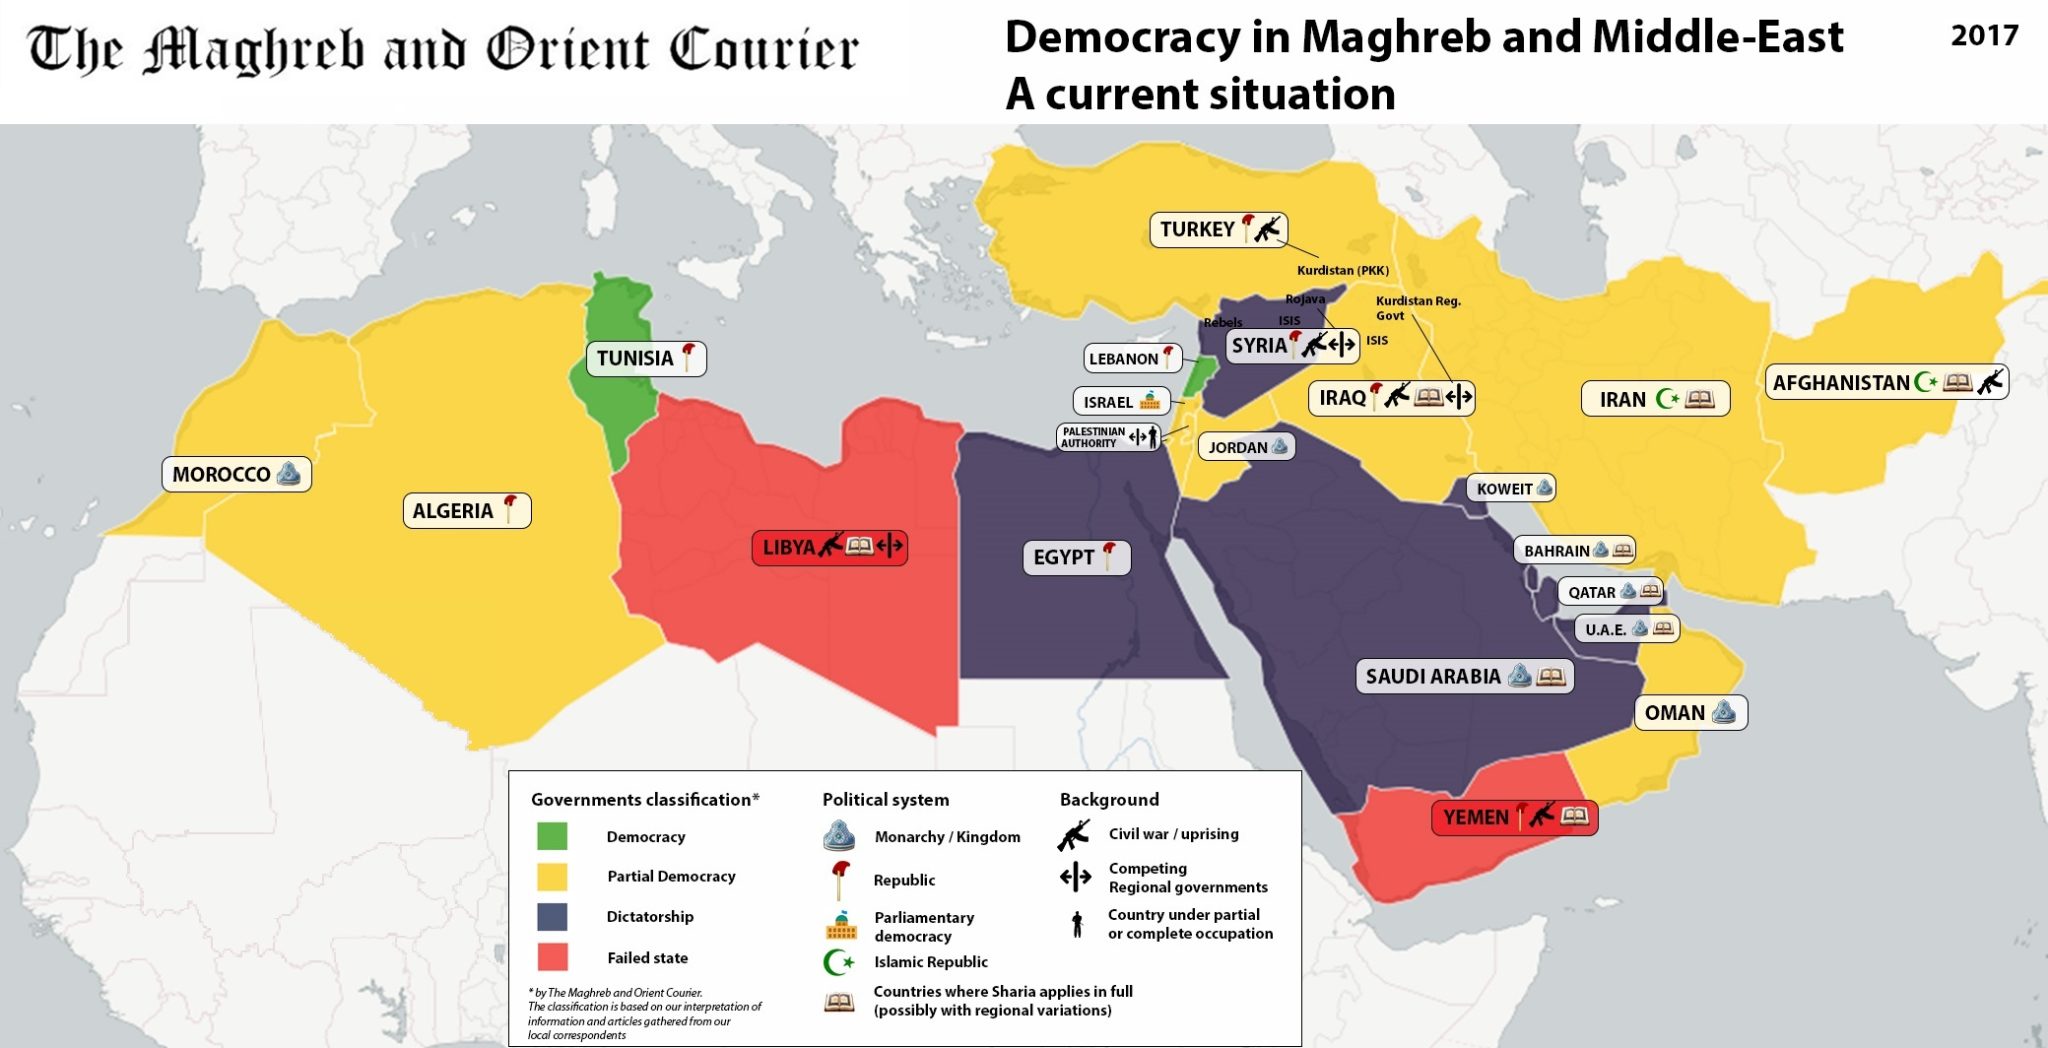 The Maghreb and Orient Courier
Democracy in Maghreb and Middle-East
2017
A current situation
TURKEY
Kurdistan (PKK)
Rojava
Kurdistan Reg.
Govt
Rebels
ISIS
SYRIA
ISIS
TUNISIA
LEBANON
ISRAEL
IRAQ
IRAN
AFGHANISTAN
PALESTINIAN
AUTHORITY
JORDAN
MOROCCO
KOWEIT
ALGERIA
LIBYA
EGYPT
BAHRAIN
QATAR
U.A.E.
SAUDI ARABIA
OMAN
YEMEN
Governments classification*
Democracy
Partial Democracy
Dictatorship
Failed state
* by The Maghreb and Orient Courier.
The classification is based on our interpretation of
information and articles gathered from our
local correspondents
Political system
Monarchy / Kingdom
Republic
Parliamentary
democracy
Islamic Republic
Countries where Sharia applies in full
(possibly with regional variations)
Background
Civil war / uprising
Competing
Regional governments
Country under partial
or complete occupation